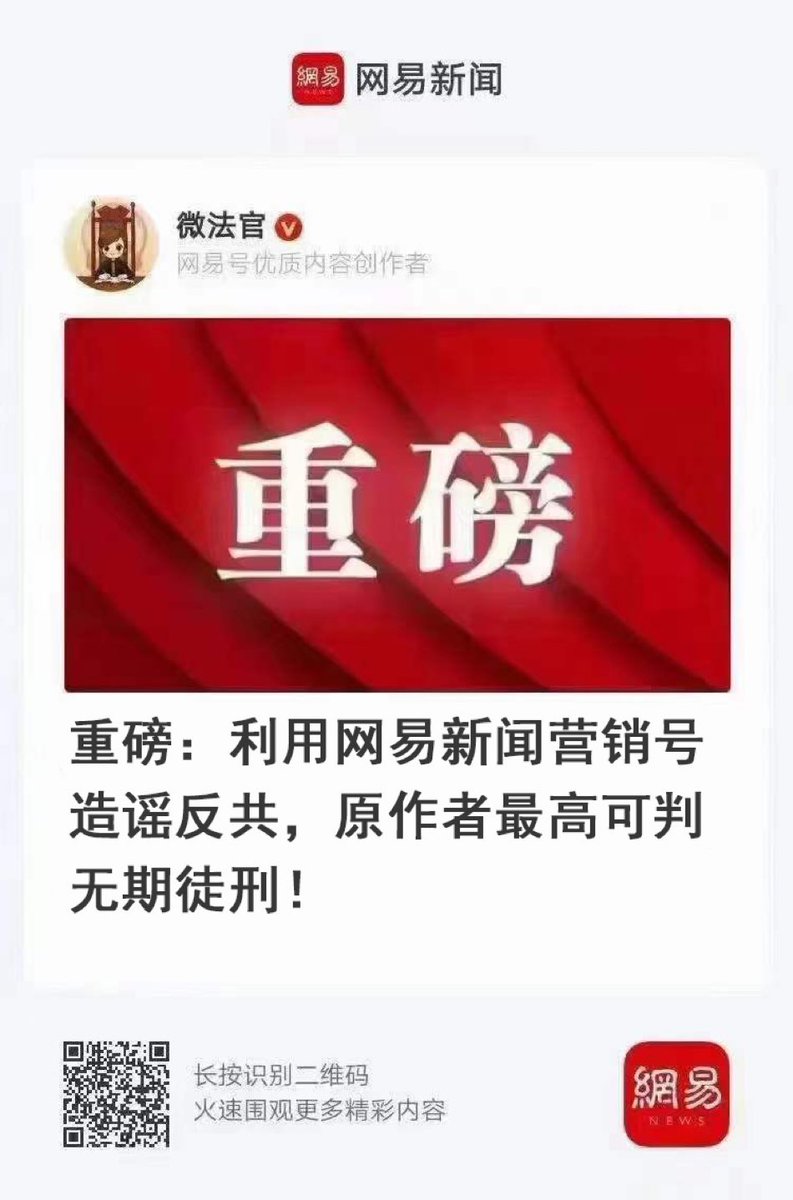 網易
NEWS
网易新闻
微法官
V
网易号优质内容创作者
重磅
重磅：利用网易新闻营销号
造谣反共，原作者最高可判
无期徒刑！
长按识别二维码
火速围观更多精彩内容
網易
NEWS